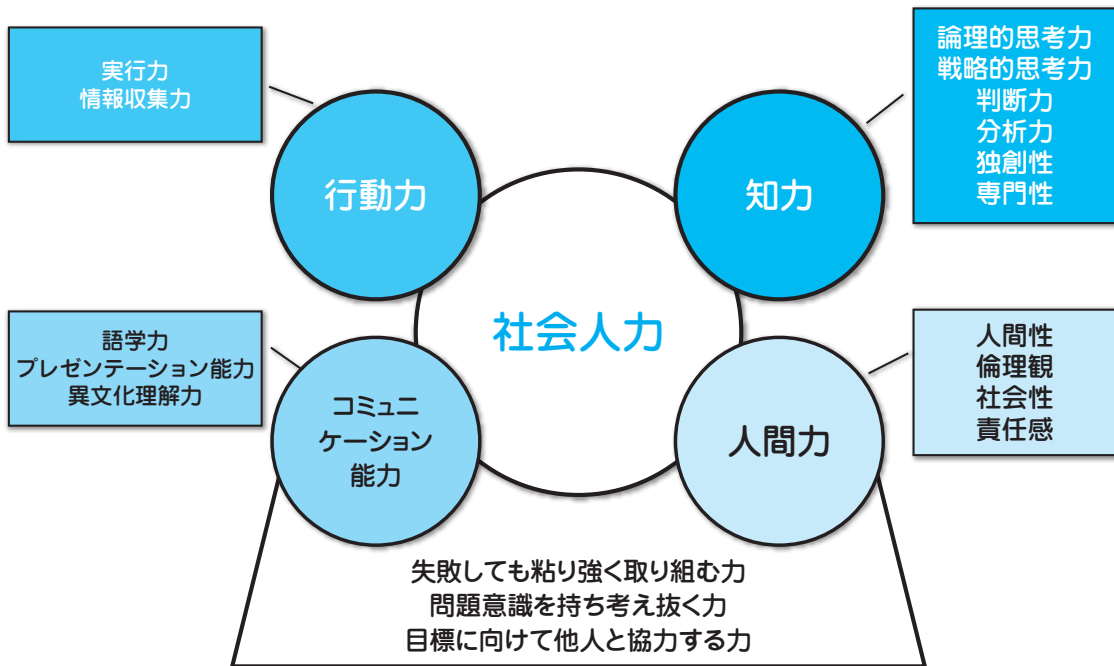 実行力
情報収集力
行動力
論理的思考力
戦略的思考力
判断力
分析力
独創性
専門性
知力
社会人力
語学力
プレゼンテーション能力
異文化理解力
コミュニ
ケーション
能力
人間性
倫理観
社会性
責任感
人間力
失敗しても粘り強く取り組む力
問題意識を持ち考え抜く力
目標に向けて他人と協力する力